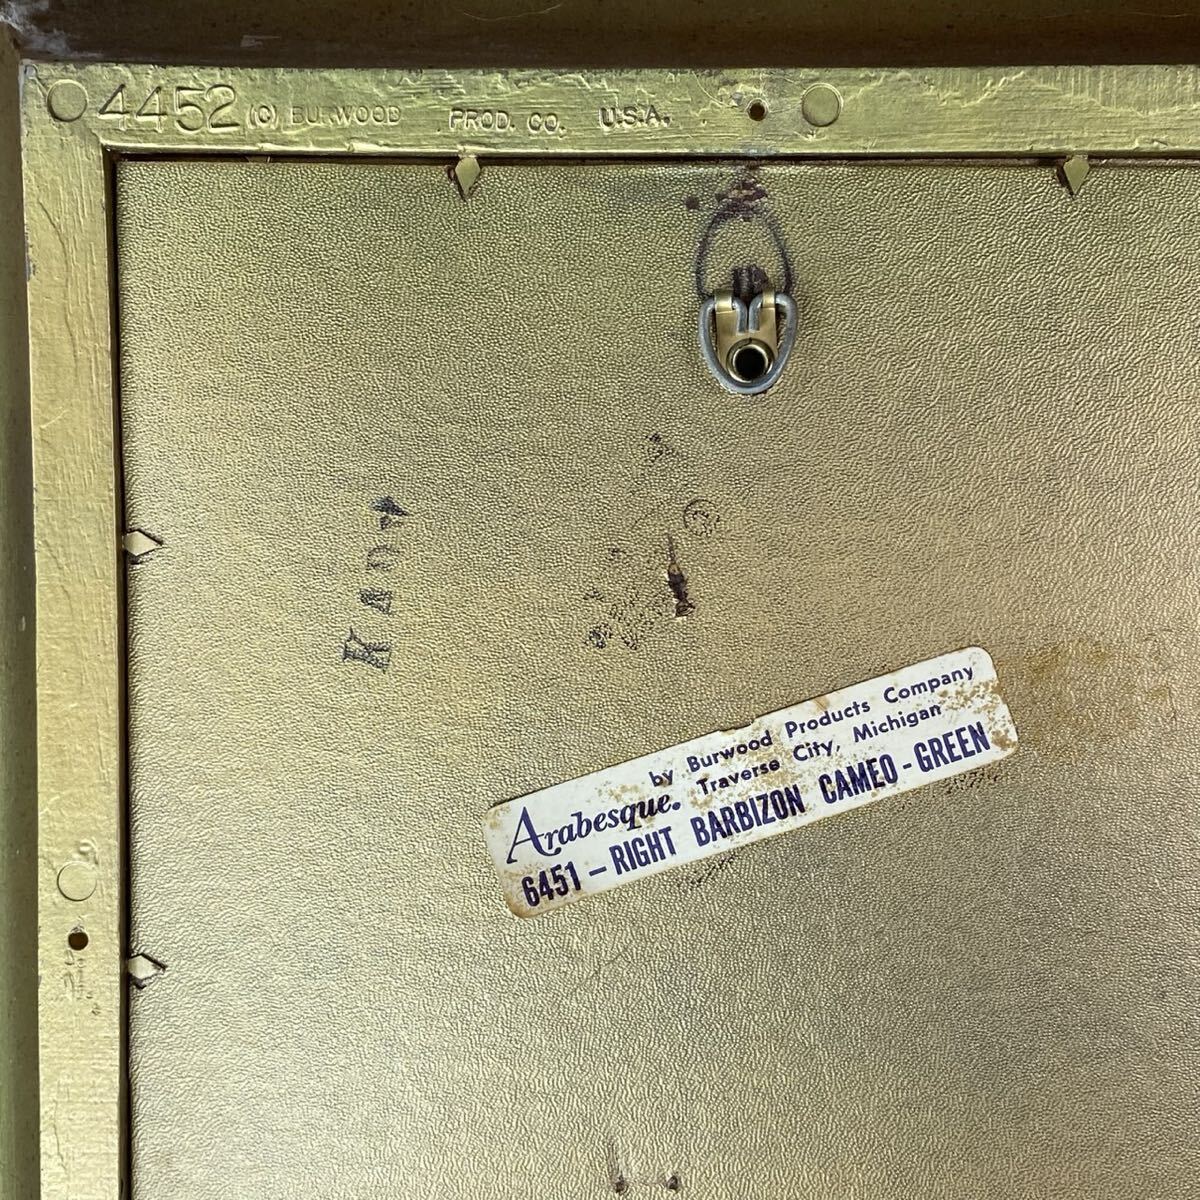 4452 (C) BURWOOD PROD. CO. U.S.A.
by Burwood Products Company
Arabesque. Traverse City, Michigan
6451 – RIGHT BARBIZON CAMEO - GREEN